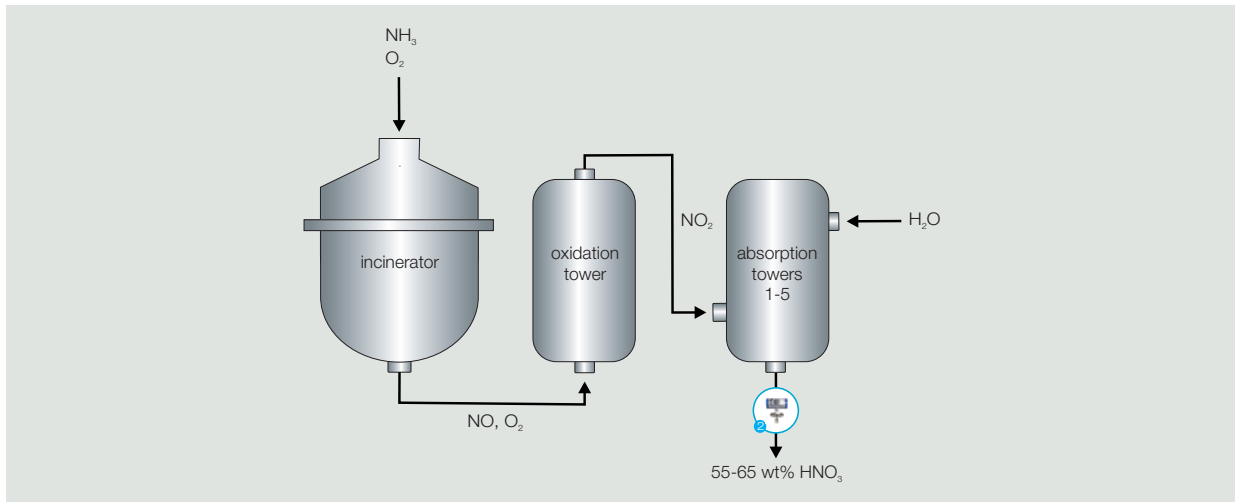 NH₃
O₂
incinerator
NO, O₂
oxidation
tower
NO₂
absorption
towers
1-5
H₂O
2
55-65 wt% HNO₃